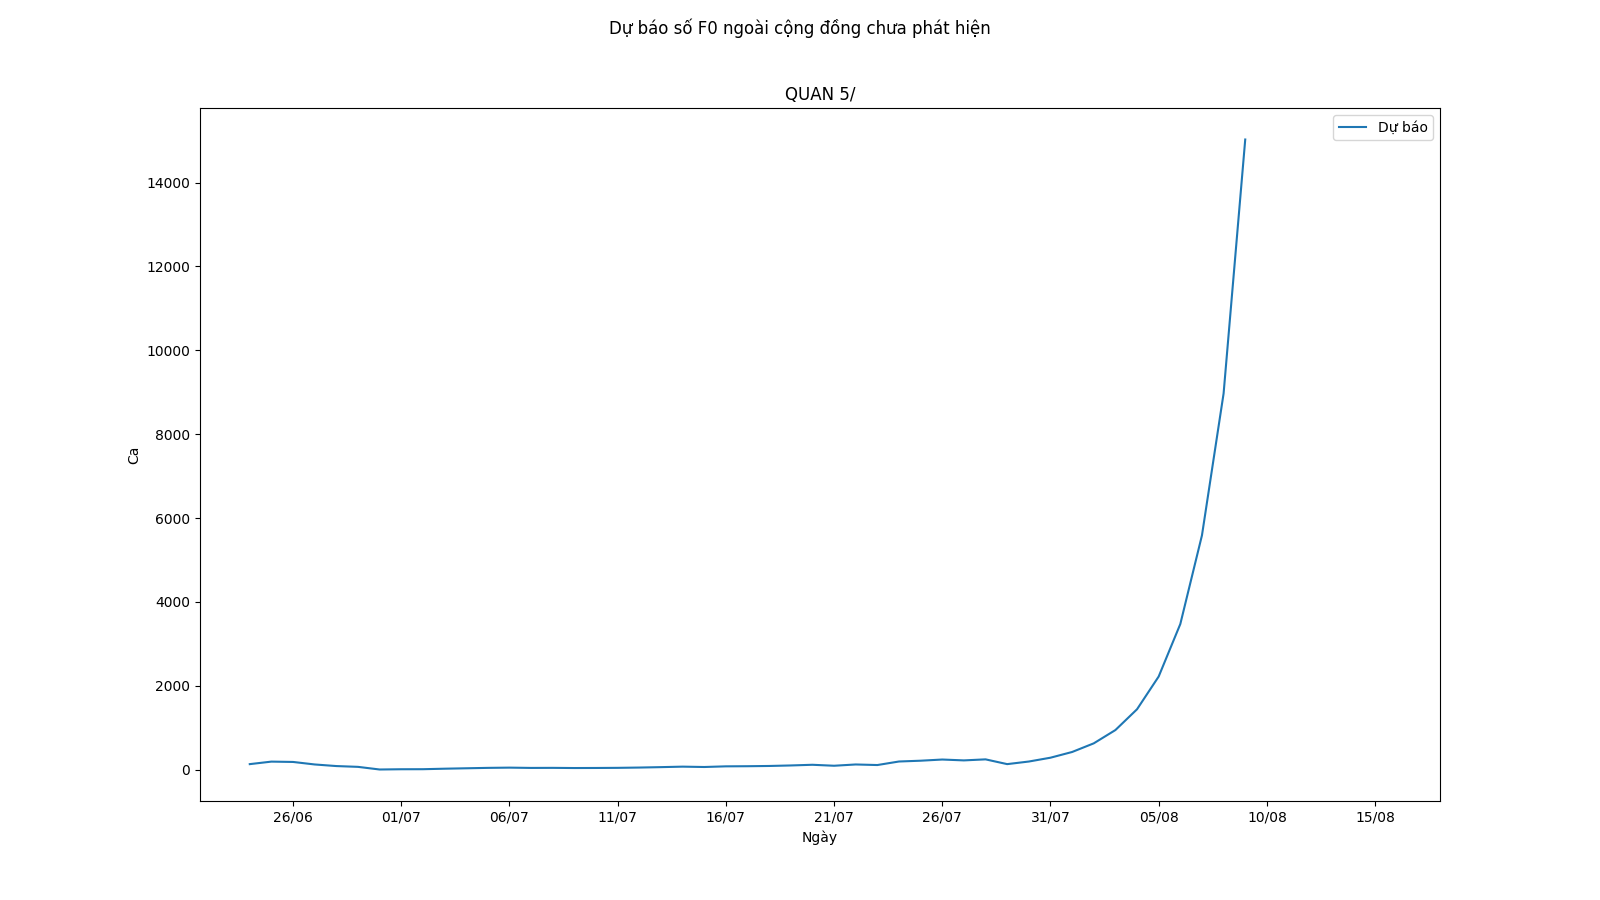 Dự báo số F0 ngoài cộng đồng chưa phát hiện
QUAN 5/
Dự báo
14000
12000
10000
8000
6000
4000
2000
0
Ca
26/06 01/07 06/07 11/07 16/07 21/07 26/07 31/07 05/08 10/08 15/08
Ngày